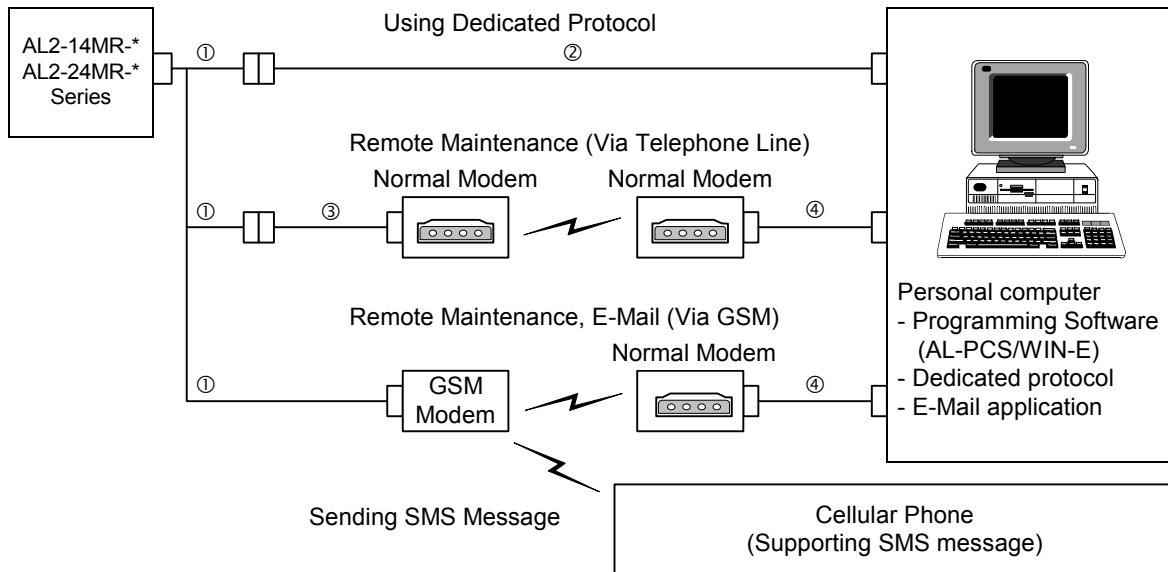 Using Dedicated Protocol
AL2-14MR-*
AL2-24MR-*
Series
①
②
Remote Maintenance (Via Telephone Line)
Normal Modem
Normal Modem
①
③
④
Remote Maintenance, E-Mail (Via GSM)
Normal Modem
①
GSM
Modem
④
Personal computer
- Programming Software
(AL-PCS/WIN-E)
- Dedicated protocol
- E-Mail application
Sending SMS Message
Cellular Phone
(Supporting SMS message)